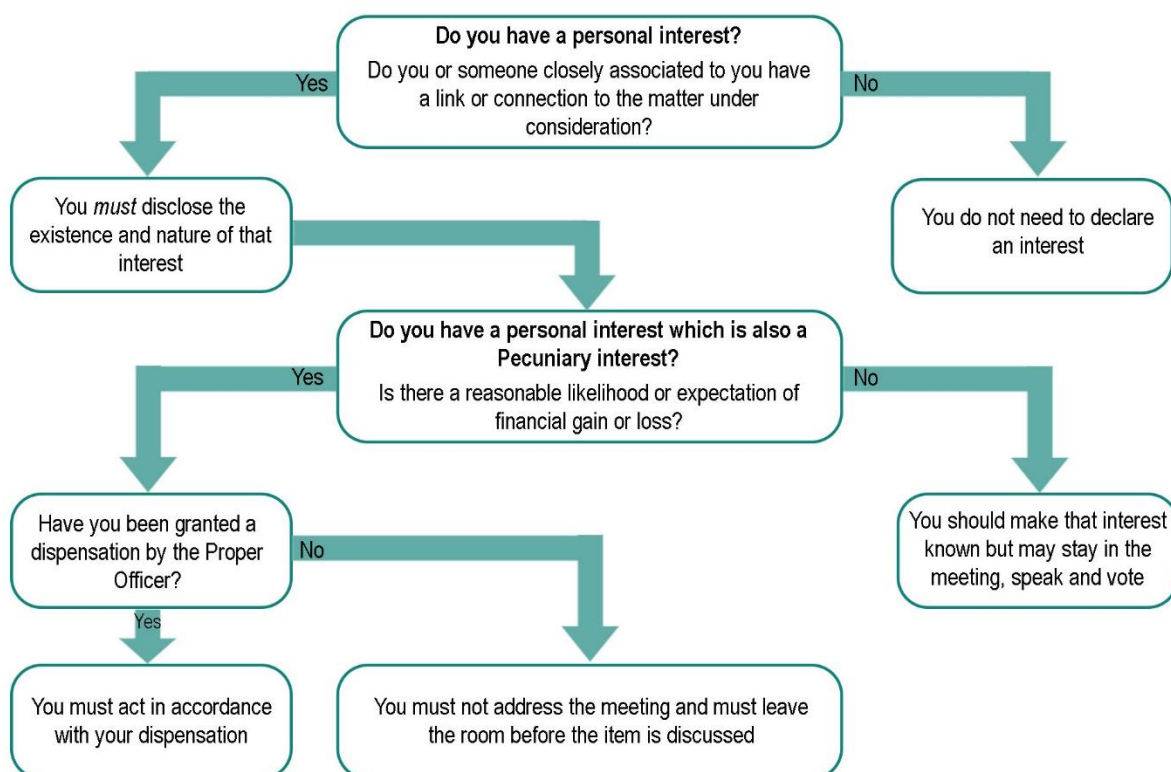 Do you have a personal interest?
Do you or someone closely associated to you have
a link or connection to the matter under
consideration?
Yes
No
You must disclose the
existence and nature of that
interest
You do not need to declare
an interest
Do you have a personal interest which is also a
Pecuniary interest?
Is there a reasonable likelihood or expectation of
financial gain or loss?
Yes
No
Have you been granted a
dispensation by the Proper
Officer?
No
You should make that interest
known but may stay in the
meeting, speak and vote
Yes
You must act in accordance
with your dispensation
You must not address the meeting and must leave
the room before the item is discussed